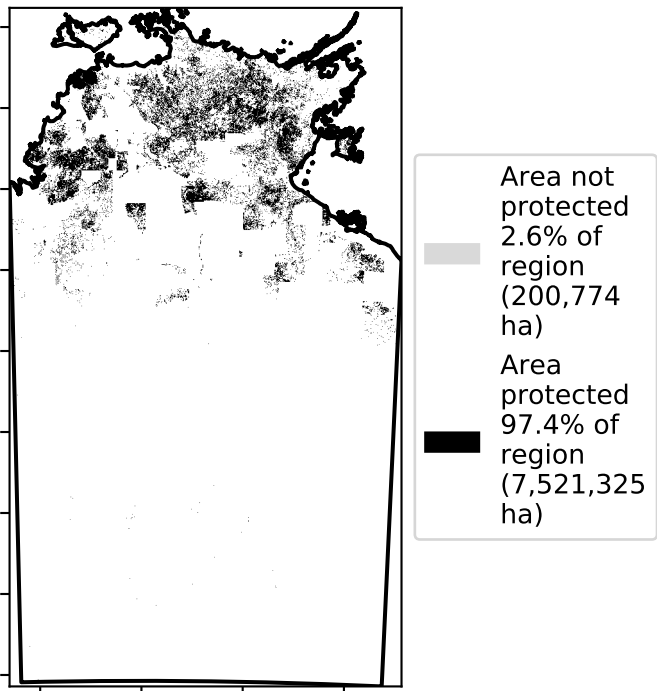 Area not
protected
2.6% of
region
(200,774
ha)
Area
protected
97.4% of
region
(7,521,325
ha)